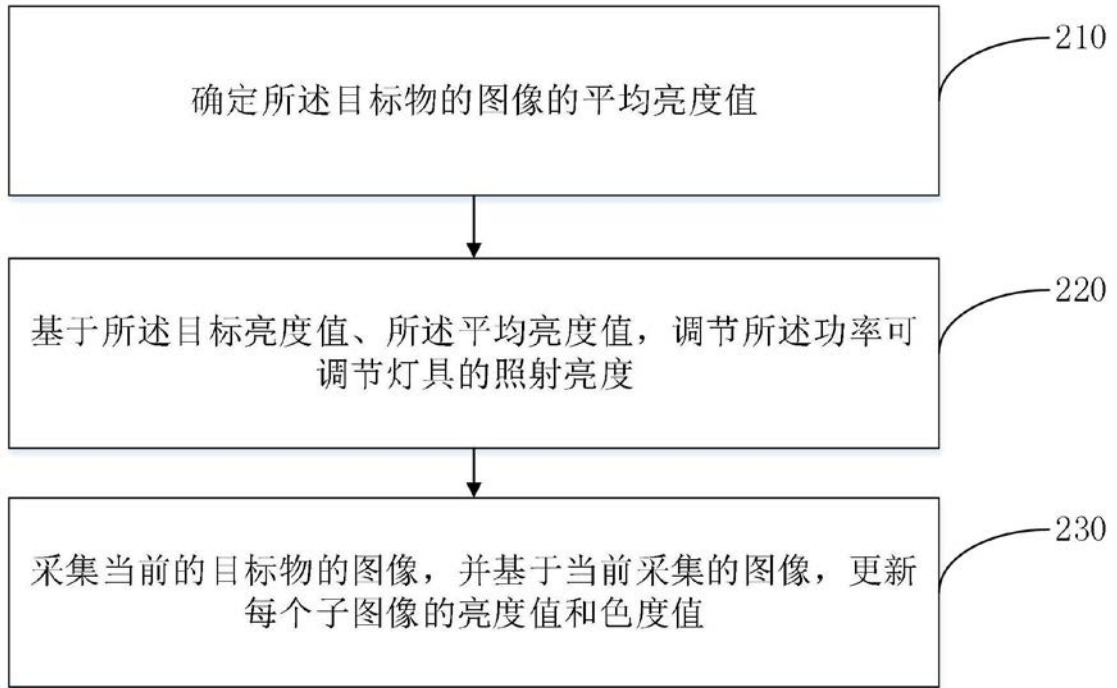 确定所述目标物的图像的平均亮度值
210
基于所述目标亮度值、所述平均亮度值，调节所述功率可
调节灯具的照射亮度
220
采集当前的目标物的图像，并基于当前采集的图像，更新
每个子图像的亮度值和色度值
230